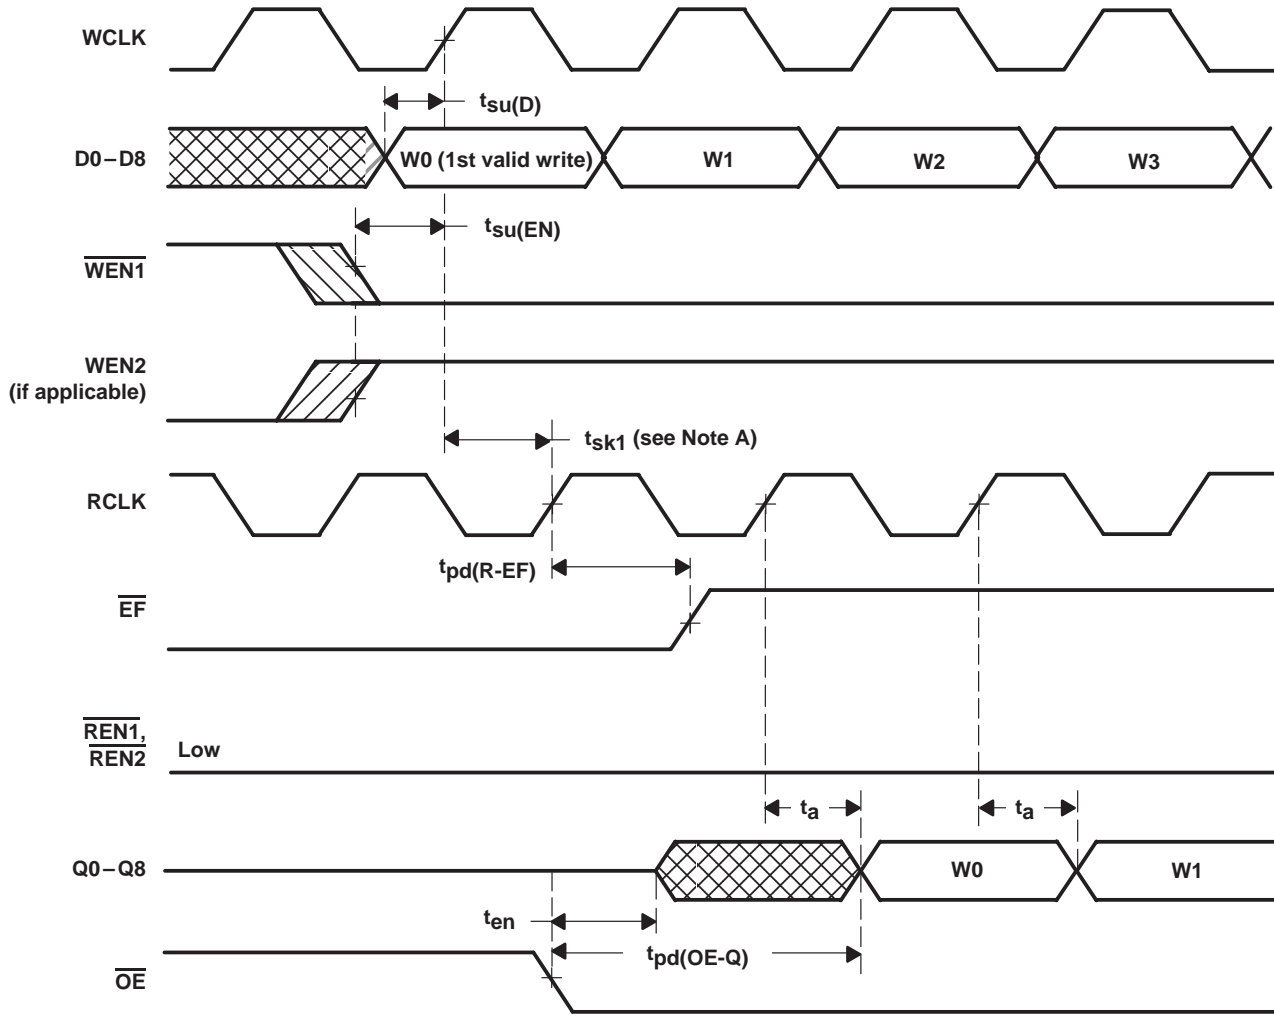 WCLK
tsu(D)
D0–D8
W0 (1st valid write)
W1
W2
W3
tsu(EN)
WEN1
WEN2
(if applicable)
tsk1 (see Note A)
RCLK
tpd(R-EF)
EF
REN1,
REN2
Low
ta
ta
Q0–Q8
W0
W1
ten
tpd(OE-Q)
OE